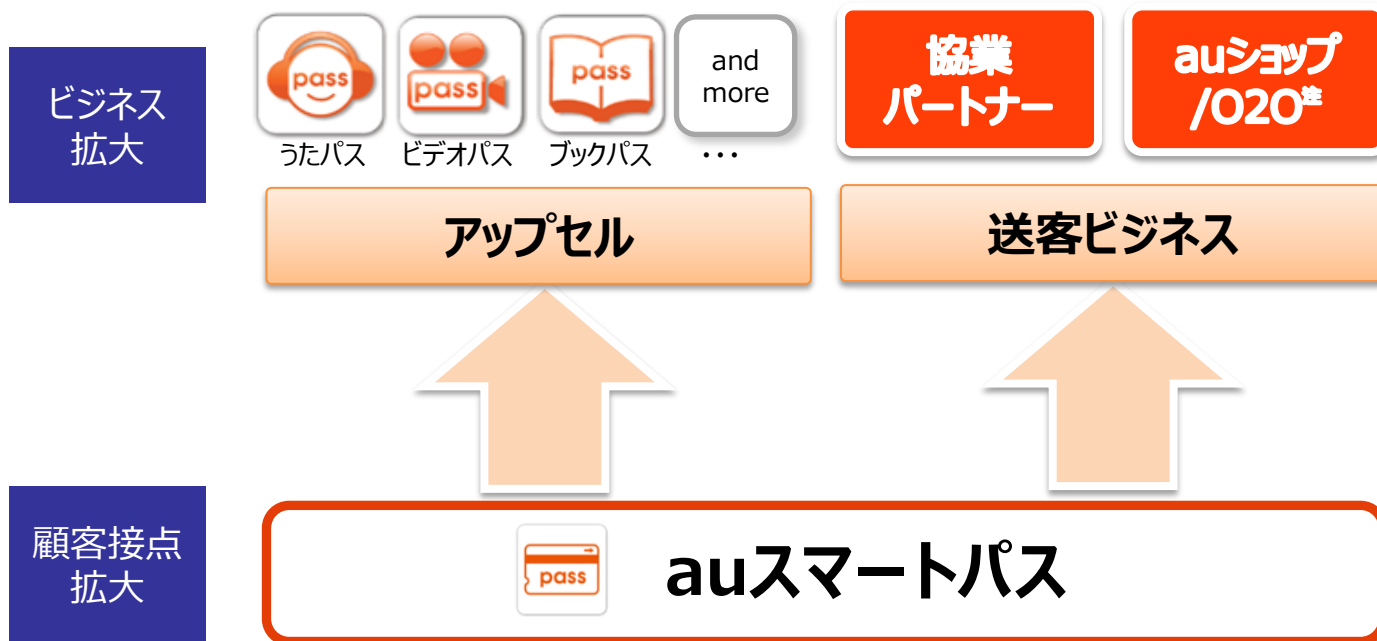 ビジネス
拡大
pass
pass
pass
and
more
うたパス
ビデオパス
ブックパス
・・・
協業
パートナー
auショップ
/O2O注
アップセル
送客ビジネス
顧客接点
拡大
pass
auスマートパス